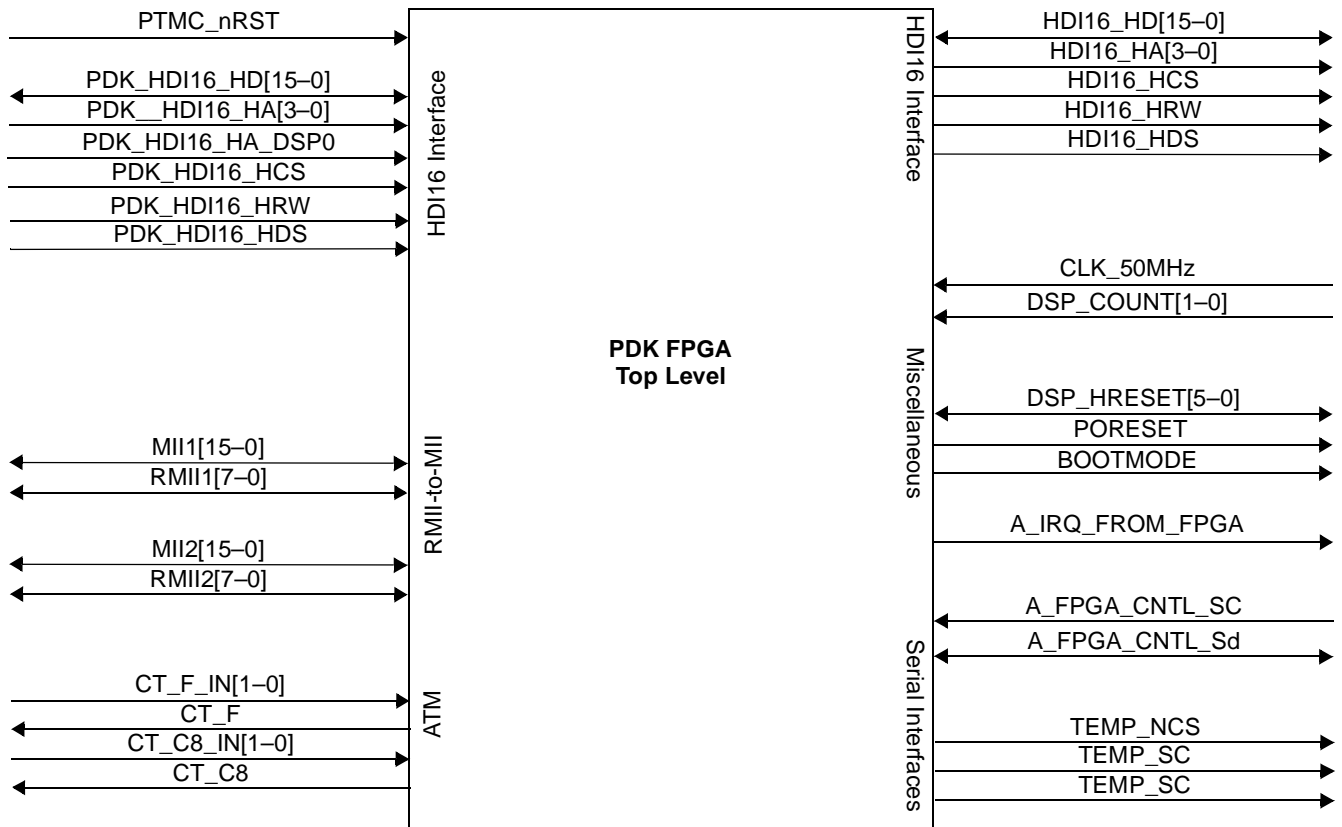 PTMC_nRST
PDK_HDI16_HD[15–0]
PDK__HDI16_HA[3–0]
PDK_HDI16_HA_DSP0
PDK_HDI16_HCS
PDK_HDI16_HRW
PDK_HDI16_HDS
HDI16 Interface
MII1[15–0]
RMII1[7–0]
MII2[15–0]
RMII2[7–0]
RMII-to-MII
CT_F_IN[1–0]
CT_F
CT_C8_IN[1–0]
CT_C8
ATM
PDK FPGA
Top Level
HDI16 Interface
HDI16_HD[15–0]
HDI16_HA[3–0]
HDI16_HCS
HDI16_HRW
HDI16_HDS
Miscellaneous
CLK_50MHz
DSP_COUNT[1–0]
DSP_HRESET[5–0]
PORESET
BOOTMODE
A_IRQ_FROM_FPGA
Serial Interfaces
A_FPGA_CNTL_SC
A_FPGA_CNTL_Sd
TEMP_NCS
TEMP_SC
TEMP_SC